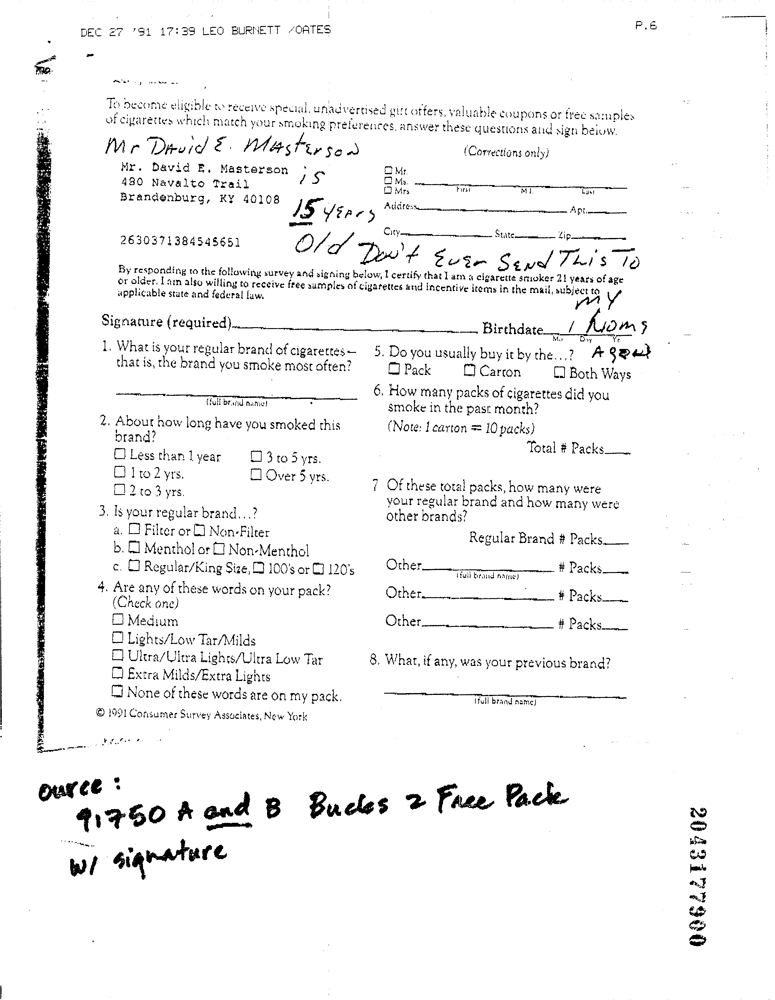 DEC 27 '91 17:39 LEO BURNETT /OATES P.6
To become eligible to receive special, unadvertised gift offers, valuable coupons or free samples
of cigarettes which match your smoking preferences, answer these questions and sign below.
Mr David E. Masterson
(Corrections only)
Mr. David E. Masterson
480 Navalto Trail
Brandenburg, KY 40108
is
15 years
old Don't Ever Send This To
my Homs Agen
☐ Mr.
☐ Ms.
☐ Mrs
First M I. Last
Address Apt.
City State Zip
2630371384545651
By responding to the following survey and signing below, I certify that I am a cigarette smoker 21 years of age
or older. I am also willing to receive free samples of cigarettes and incentive items in the mail, subject to
applicable state and federal law.
Signature (required) Birthdate
Mo. Day Yr.
1. What is your regular brand of cigarettes–
that is, the brand you smoke most often?
(full brand name)
2. About how long have you smoked this
brand?
☐ Less than 1 year ☐ 3 to 5 yrs.
☐ 1 to 2 yrs. ☐ Over 5 yrs.
☐ 2 to 3 yrs.
3. Is your regular brand...?
a. ☐ Filter or ☐ Non-Filter
b. ☐ Menthol or ☐ Non-Menthol
c. ☐ Regular/King Size, ☐ 100's or ☐ 120's
4. Are any of these words on your pack?
(Check one)
☐ Medium
☐ Lights/Low Tar/Milds
☐ Ultra/Ultra Lights/Ultra Low Tar
☐ Extra Milds/Extra Lights
☐ None of these words are on my pack.
© 1991 Consumer Survey Associates, New York
5. Do you usually buy it by the...?
☐ Pack ☐ Carton ☐ Both Ways
6. How many packs of cigarettes did you
smoke in the past month?
(Note: 1 carton = 10 packs)
Total # Packs
7 Of these total packs, how many were
your regular brand and how many were
other brands?
Regular Brand # Packs
Other # Packs
(full brand name)
Other # Packs
Other # Packs
8. What, if any, was your previous brand?
(full brand name)
ource :
91750 A and B Bucks 2 Free Pack
w/ signature
2043177900